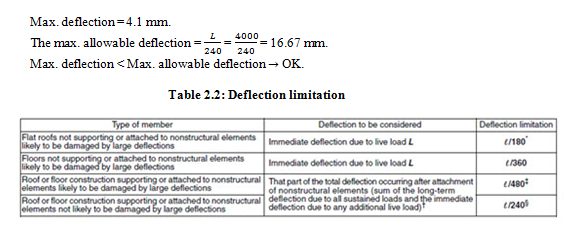 Max. deflection=4.1 mm.
The max. allowable deflection = L/240 = 4000/240 = 16.67 mm.
Max. deflection < Max. allowable deflection → OK.
Table 2.2: Deflection limitation
Type of member Deflection to be considered Deflection limitation
Flat roofs not supporting or attached to nonstructural elements likely to be damaged by large deflections Immediate deflection due to live load L ℓ/180*
Floors not supporting or attached to nonstructural elements likely to be damaged by large deflections Immediate deflection due to live load L ℓ/360
Roof or floor construction supporting or attached to nonstructural elements likely to be damaged by large deflections That part of the total deflection occurring after attachment of nonstructural elements (sum of the long-term deflection due to all sustained loads and the immediate deflection due to any additional live load)† ℓ/480‡
Roof or floor construction supporting or attached to nonstructural elements not likely to be damaged by large deflections ℓ/240§